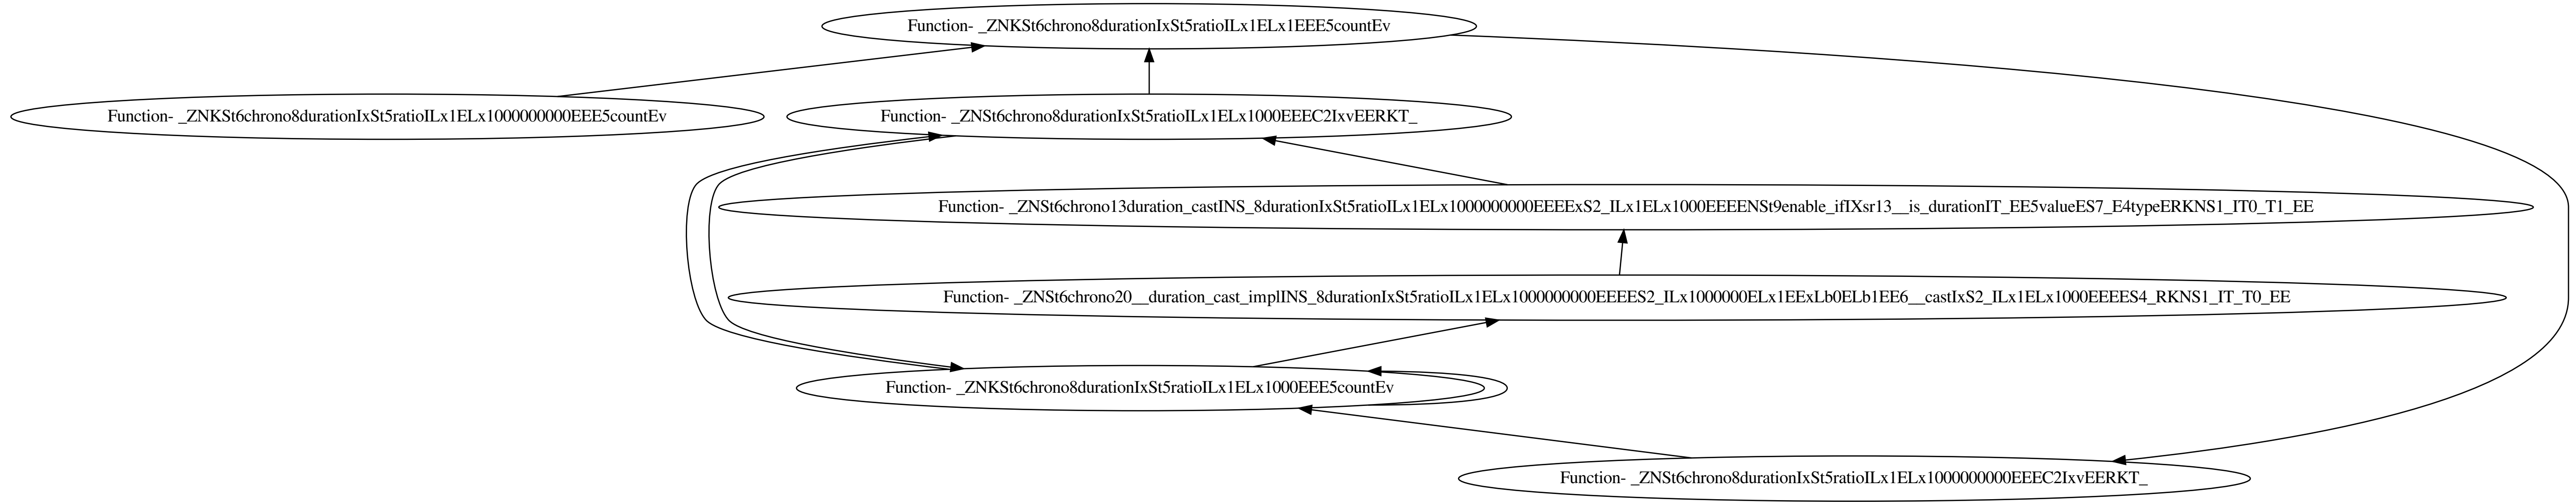 Function- _ZNKSt6chrono8durationIxSt5ratioILx1ELx1EEE5countEv
Function- _ZNKSt6chrono8durationIxSt5ratioILx1ELx1000000000EEE5countEv
Function- _ZNSt6chrono8durationIxSt5ratioILx1ELx1000EEEC2IxvEERKT_
Function- _ZNSt6chrono13duration_castINS_8durationIxSt5ratioILx1ELx1000000000EEEExS2_ILx1ELx1000EEEENSt9enable_ifIXsr13__is_durationIT_EE5valueES7_E4typeERKNS1_IT0_T1_EE
Function- _ZNSt6chrono20__duration_cast_implINS_8durationIxSt5ratioILx1ELx1000000000EEEES2_ILx1000000ELx1EExLb0ELb1EE6__castIxS2_ILx1ELx1000EEEES4_RKNS1_IT_T0_EE
Function- _ZNKSt6chrono8durationIxSt5ratioILx1ELx1000EEE5countEv
Function- _ZNSt6chrono8durationIxSt5ratioILx1ELx1000000000EEEC2IxvEERKT_